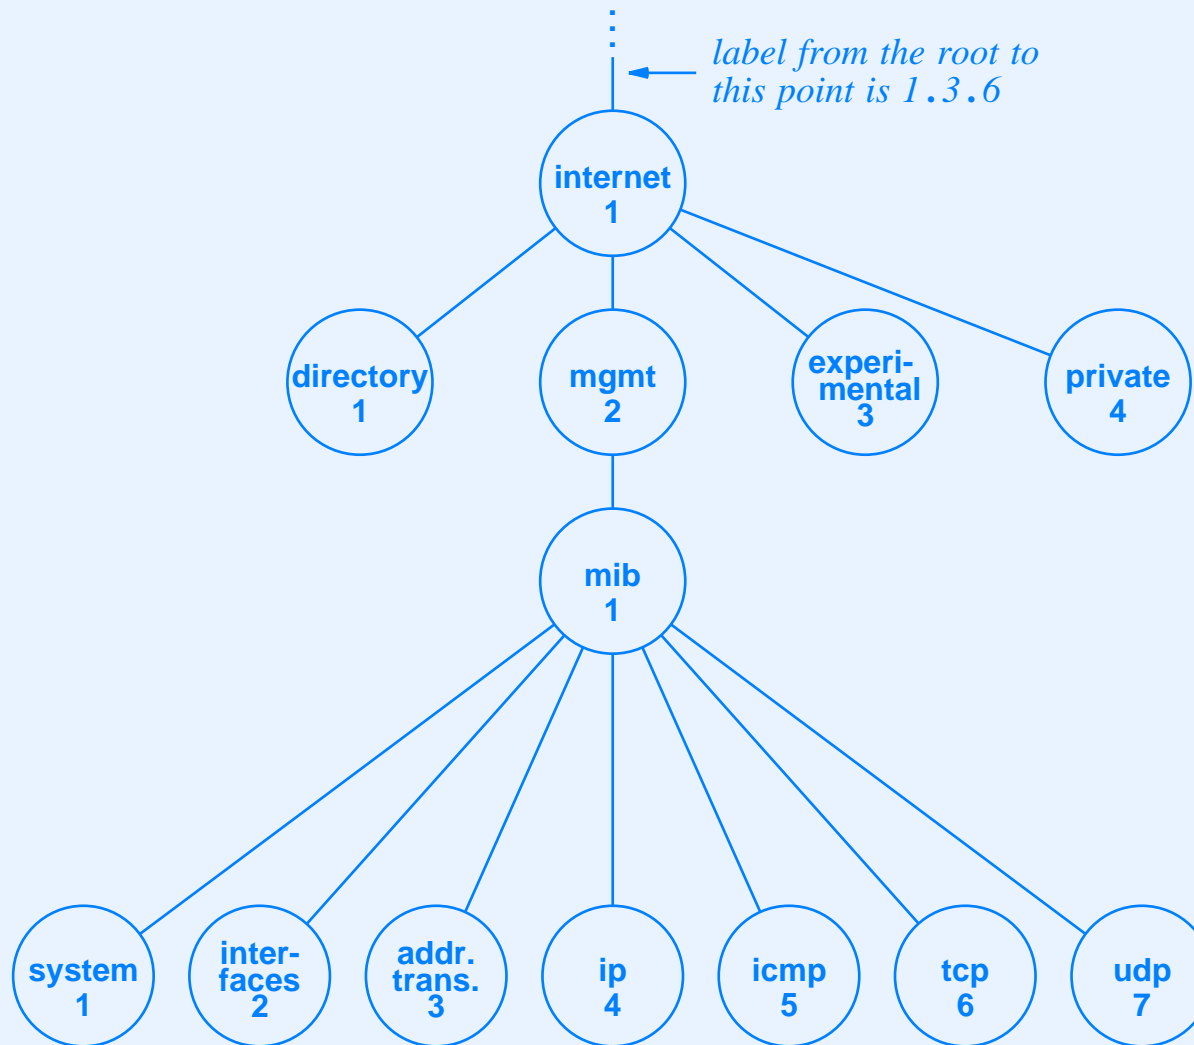 label from the root to
this point is 1.3.6
internet
1
directory
1
mgmt
2
experi-
mental
3
private
4
mib
1
system
1
inter-
faces
2
addr.
trans.
3
ip
4
icmp
5
tcp
6
udp
7